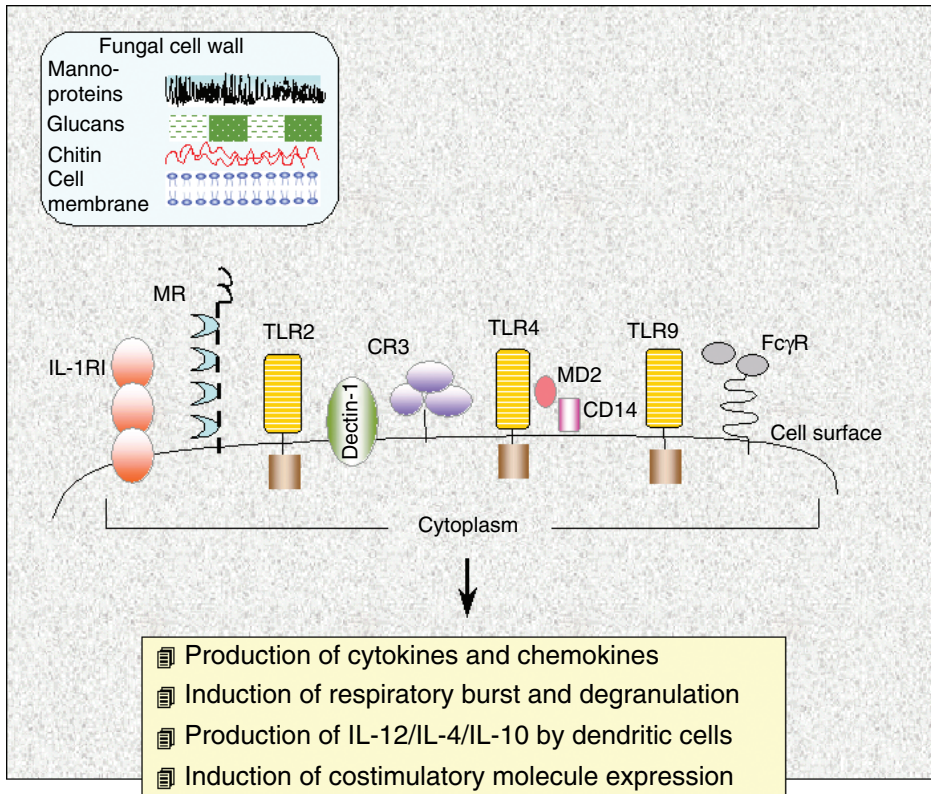 Fungal cell wall
Manno-
proteins
Glucans
Chitin
Cell
membrane
MR
IL-1RI
TLR2
Dectin-1
CR3
TLR4
MD2
CD14
TLR9
FcγR
Cell surface
Cytoplasm
Production of cytokines and chemokines
Induction of respiratory burst and degranulation
Production of IL-12/IL-4/IL-10 by dendritic cells
Induction of costimulatory molecule expression